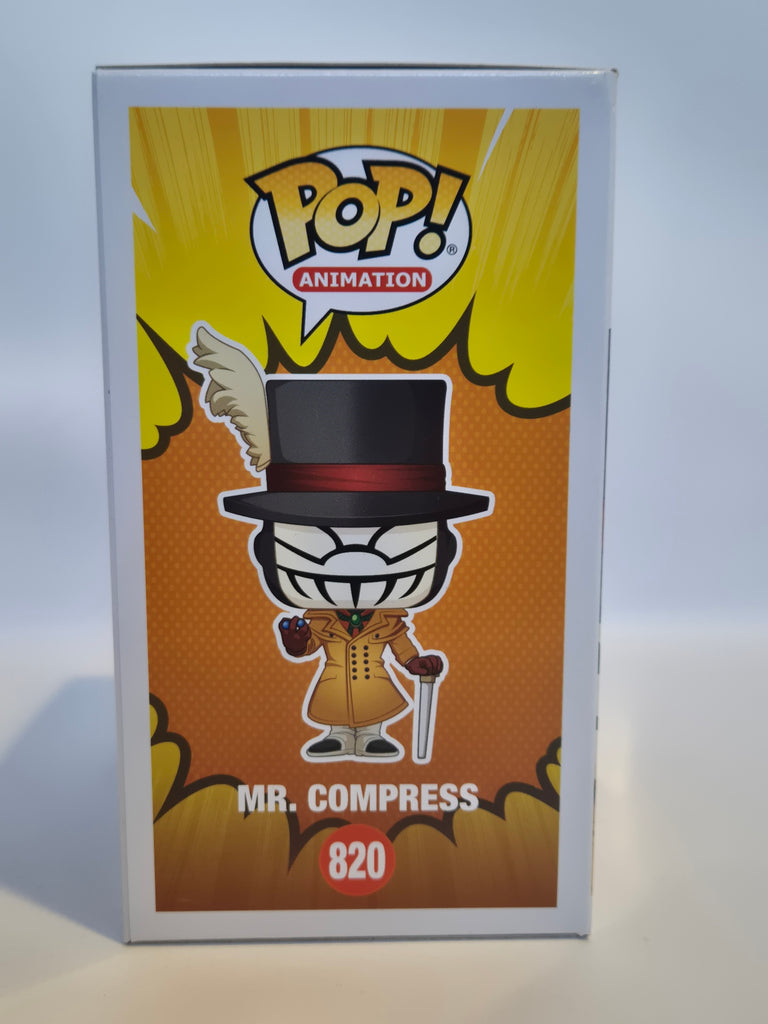 POP!®
ANIMATION
MR. COMPRESS
820